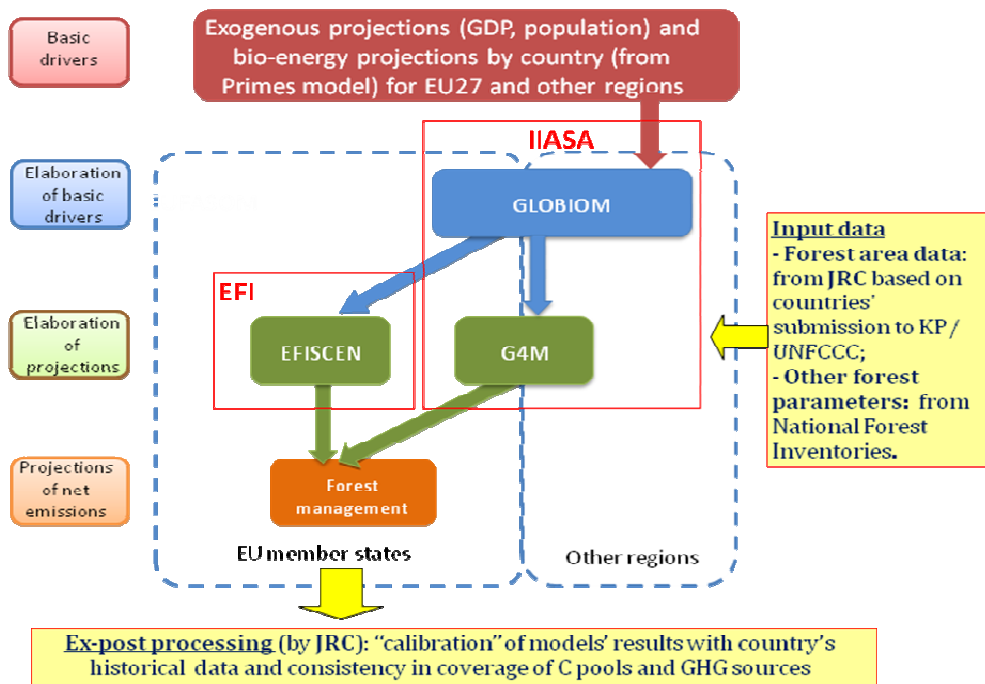 Basic
drivers
Exogenous projections (GDP, population) and
bio-energy projections by country (from
Primes model) for EU27 and other regions
IIASA
Elaboration
of basic
drivers
GLOBIOM
Input data
- Forest area data:
from JRC based on
countries'
submission to KP/
UNFCCC;
- Other forest
parameters: from
National Forest
Inventories.
EFI
Elaboration
of
projections
EFISCEN
G4M
Projections
of net
emissions
Forest
management
EU member states
Other regions
Ex-post processing (by JRC): “calibration” of models’ results with country’s
historical data and consistency in coverage of C pools and GHG sources